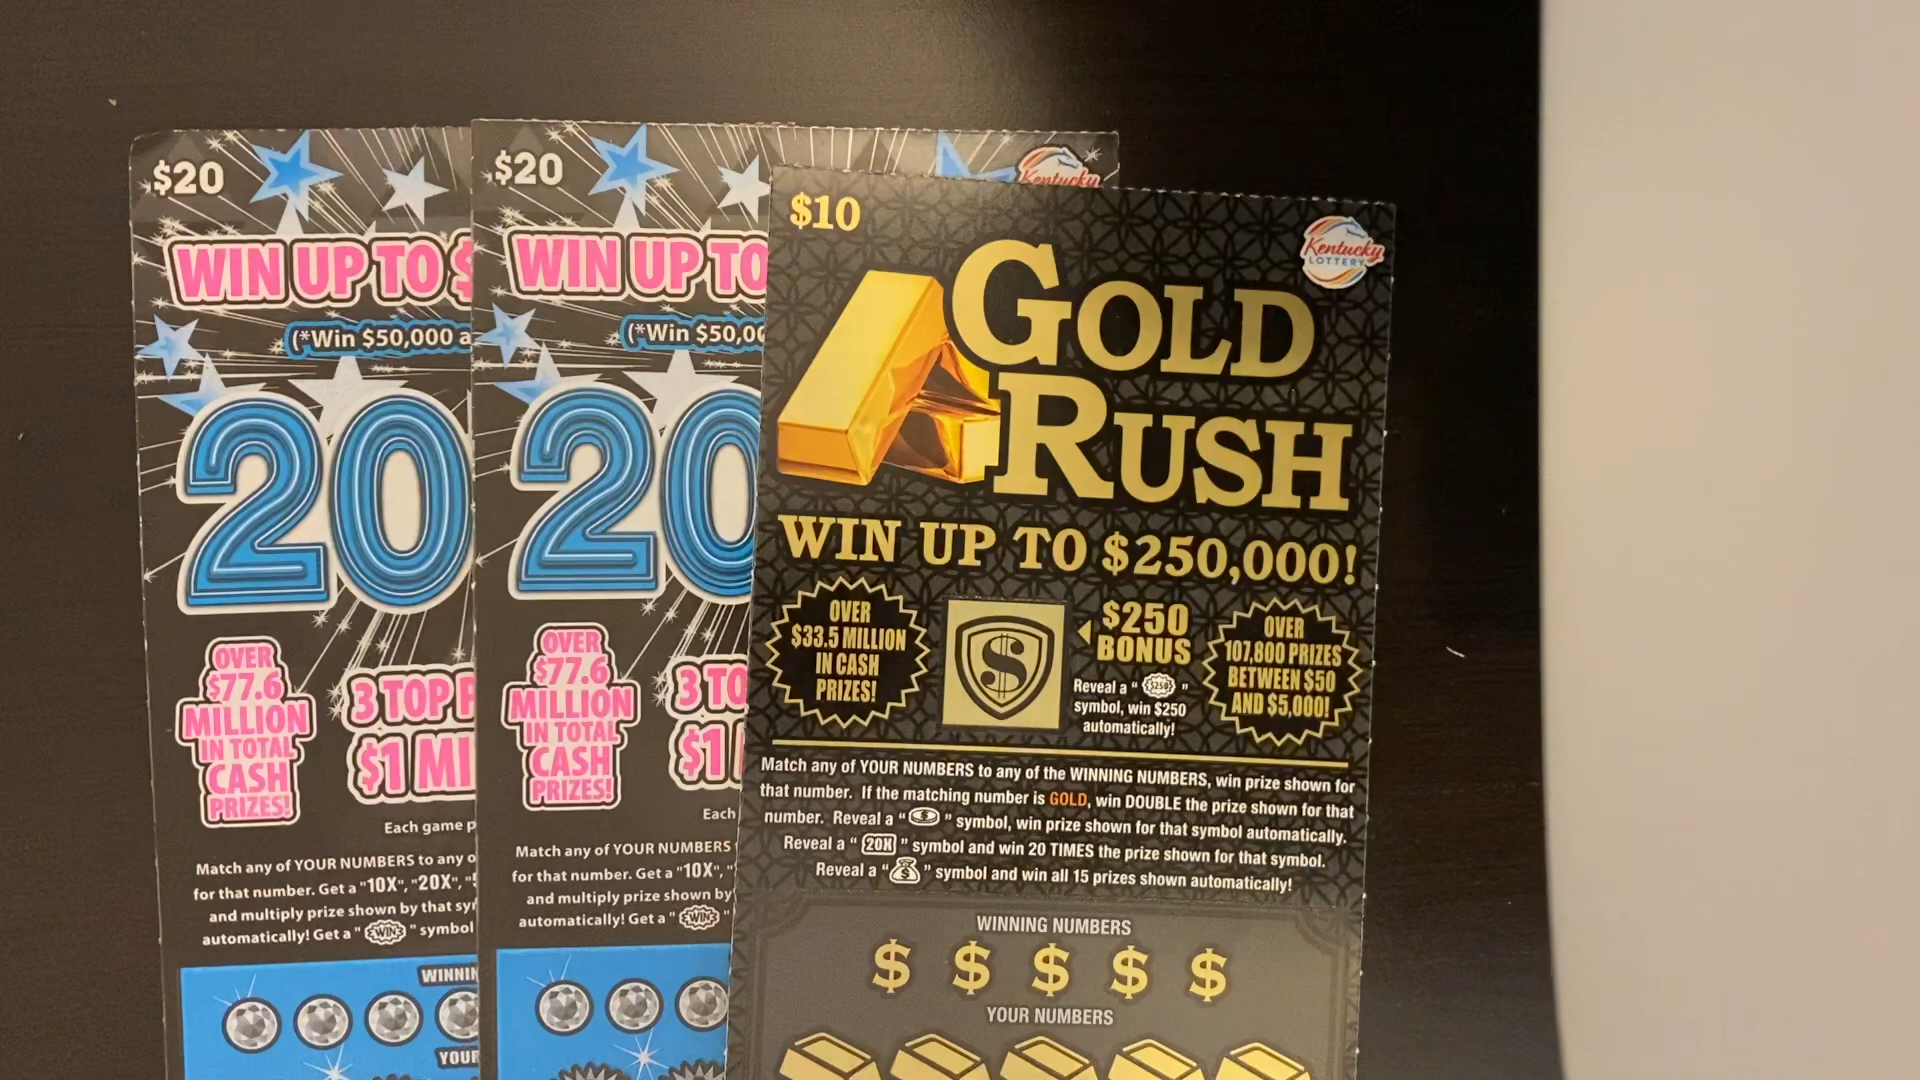 $20
WIN UP TO $
(*Win $50,000 a
20
OVER
$77.6
MILLION
IN TOTAL
CASH
PRIZES!
3 TOP P
$1 MI
Each game p
Match any of YOUR NUMBERS to any o
for that number. Get a "10X", "20X", "5
and multiply prize shown by that sy
automatically! Get a "WIN" symbol
WINNIN
YOUR
$20
Kentucky
WIN UP TO
(*Win $50,00
20
OVER
$77.6
MILLION
IN TOTAL
CASH
PRIZES!
3 TO
$1
Each
Match any of YOUR NUMBERS
for that number. Get a "10X", "
and multiply prize shown by
automatically! Get a "WIN"
$10
Kentucky
LOTTERY
GOLD
RUSH
WIN UP TO $250,000!
OVER
$33.5 MILLION
IN CASH
PRIZES!
$
$250
BONUS
Reveal a "$250"
symbol, win $250
automatically!
OVER
107,800 PRIZES
BETWEEN $50
AND $5,000!
Match any of YOUR NUMBERS to any of the WINNING NUMBERS, win prize shown for
that number. If the matching number is GOLD, win DOUBLE the prize shown for that
number. Reveal a "$" symbol, win prize shown for that symbol automatically.
Reveal a "20X" symbol and win 20 TIMES the prize shown for that symbol.
Reveal a "$" symbol and win all 15 prizes shown automatically!
WINNING NUMBERS
$ $ $ $ $
YOUR NUMBERS